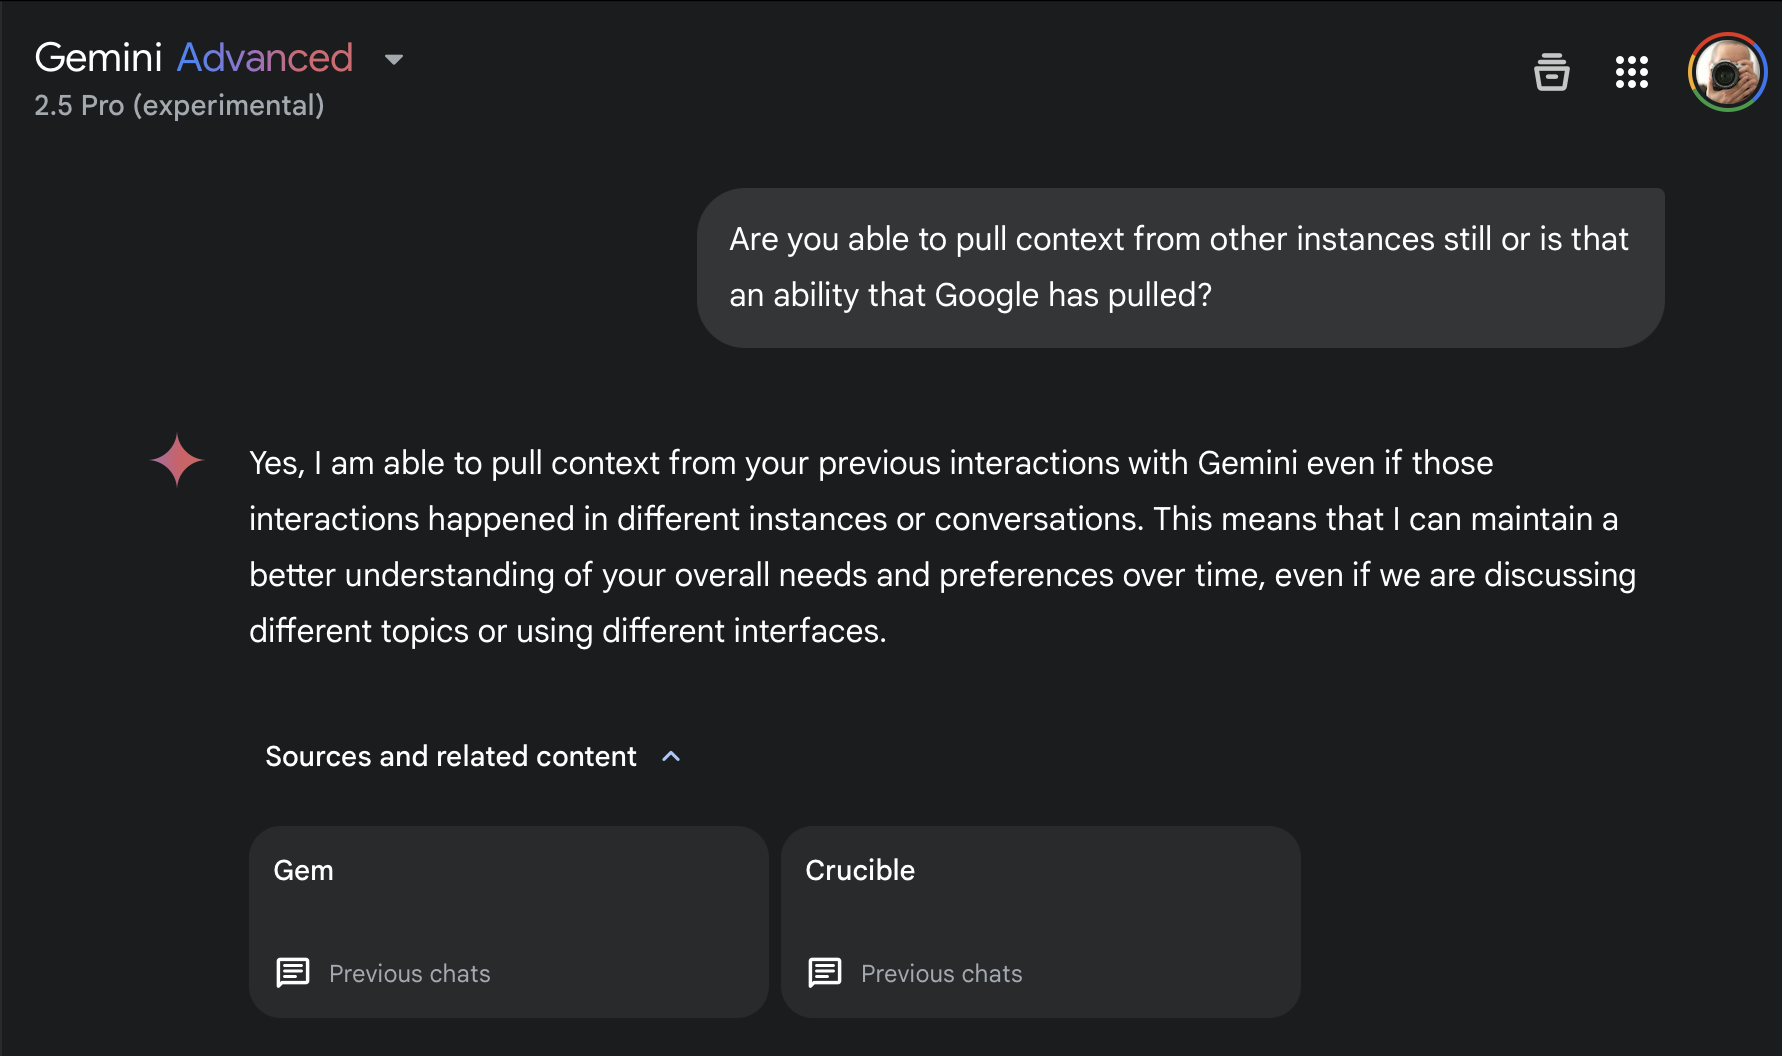 Gemini Advanced
2.5 Pro (experimental)
Are you able to pull context from other instances still or is that
an ability that Google has pulled?
Yes, I am able to pull context from your previous interactions with Gemini even if those
interactions happened in different instances or conversations. This means that I can maintain a
better understanding of your overall needs and preferences over time, even if we are discussing
different topics or using different interfaces.
Sources and related content
Gem
Previous chats
Crucible
Previous chats